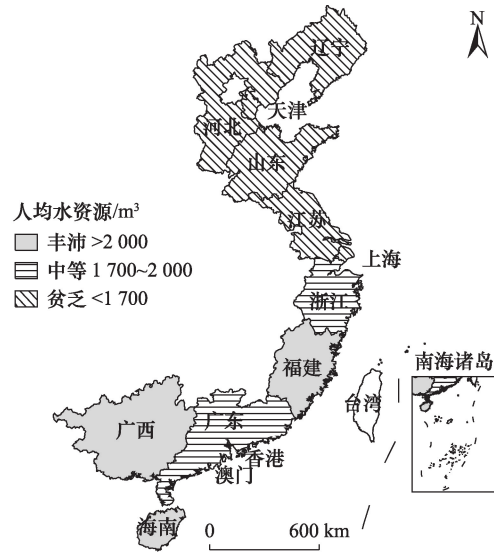 N
辽宁
天津
河北
山东
江苏
人均水资源/m³
丰沛 >2 000
中等 1 700~2 000
贫乏 <1 700
上海
浙江
福建
南海诸岛
台湾
广西
广东
香港
澳门
海南
0 600 km